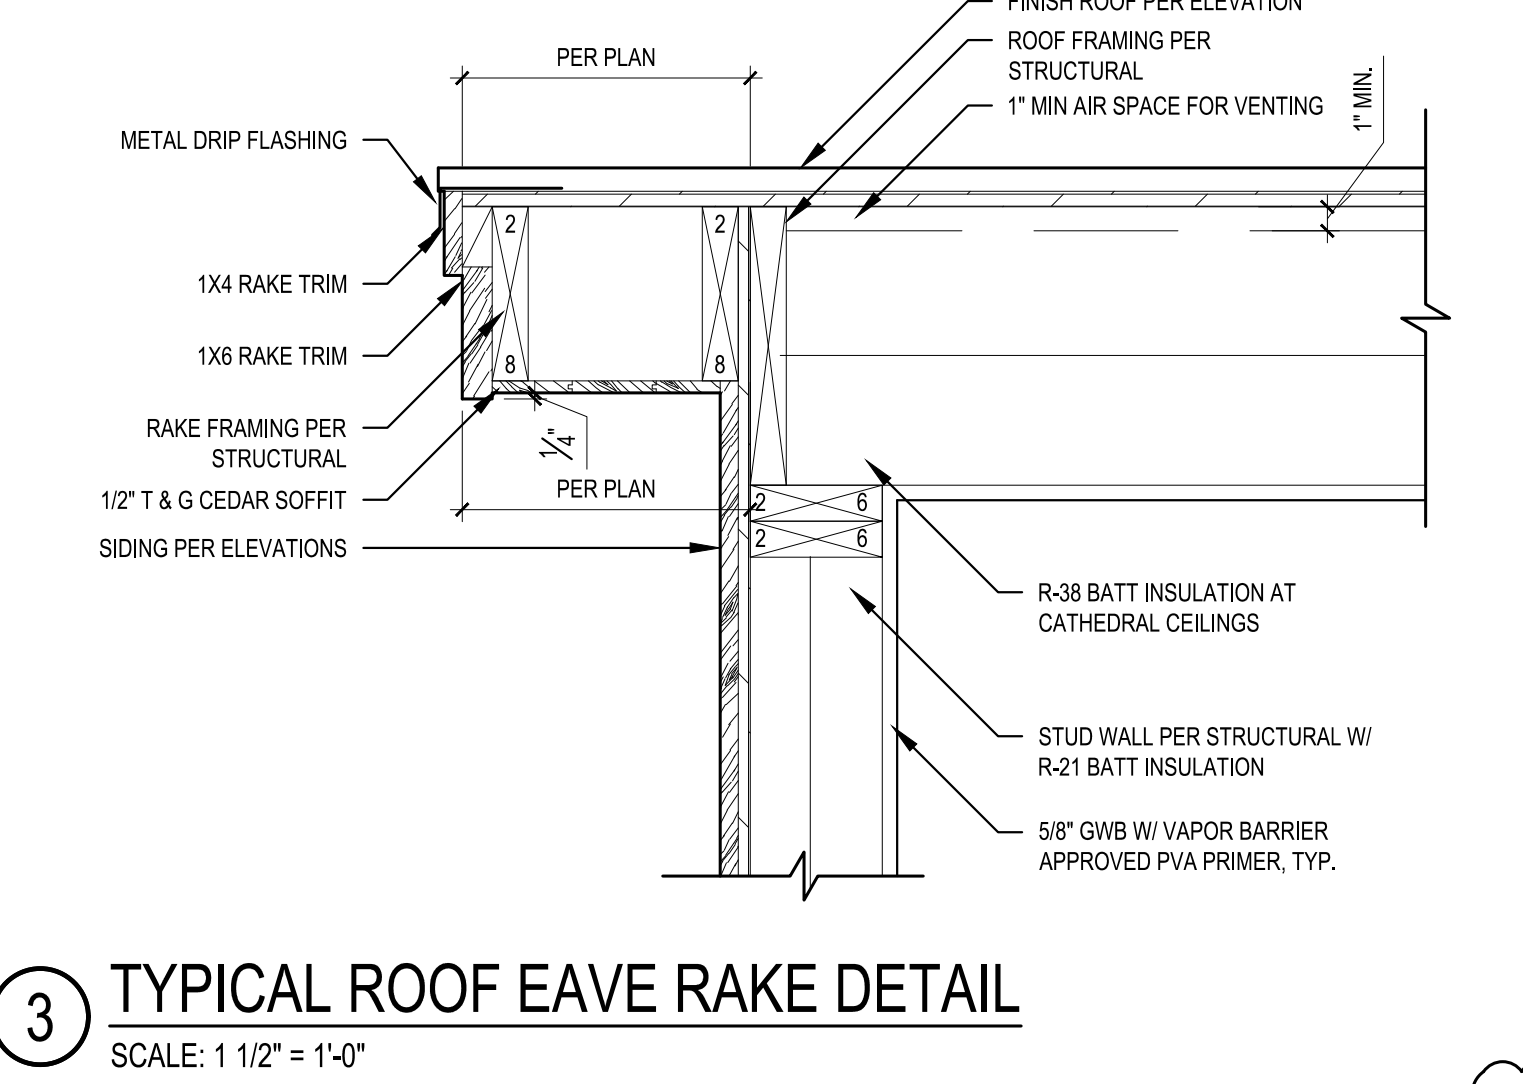 FINISH ROOF PER ELEVATION
ROOF FRAMING PER
STRUCTURAL
1" MIN AIR SPACE FOR VENTING
1" MIN.
PER PLAN
METAL DRIP FLASHING
1X4 RAKE TRIM
1X6 RAKE TRIM
RAKE FRAMING PER
STRUCTURAL
1/2" T & G CEDAR SOFFIT
SIDING PER ELEVATIONS
2
8
2
8
1/4"
PER PLAN
2 6
2 6
R-38 BATT INSULATION AT
CATHEDRAL CEILINGS
STUD WALL PER STRUCTURAL W/
R-21 BATT INSULATION
5/8" GWB W/ VAPOR BARRIER
APPROVED PVA PRIMER, TYP.
3
TYPICAL ROOF EAVE RAKE DETAIL
SCALE: 1 1/2" = 1'-0"